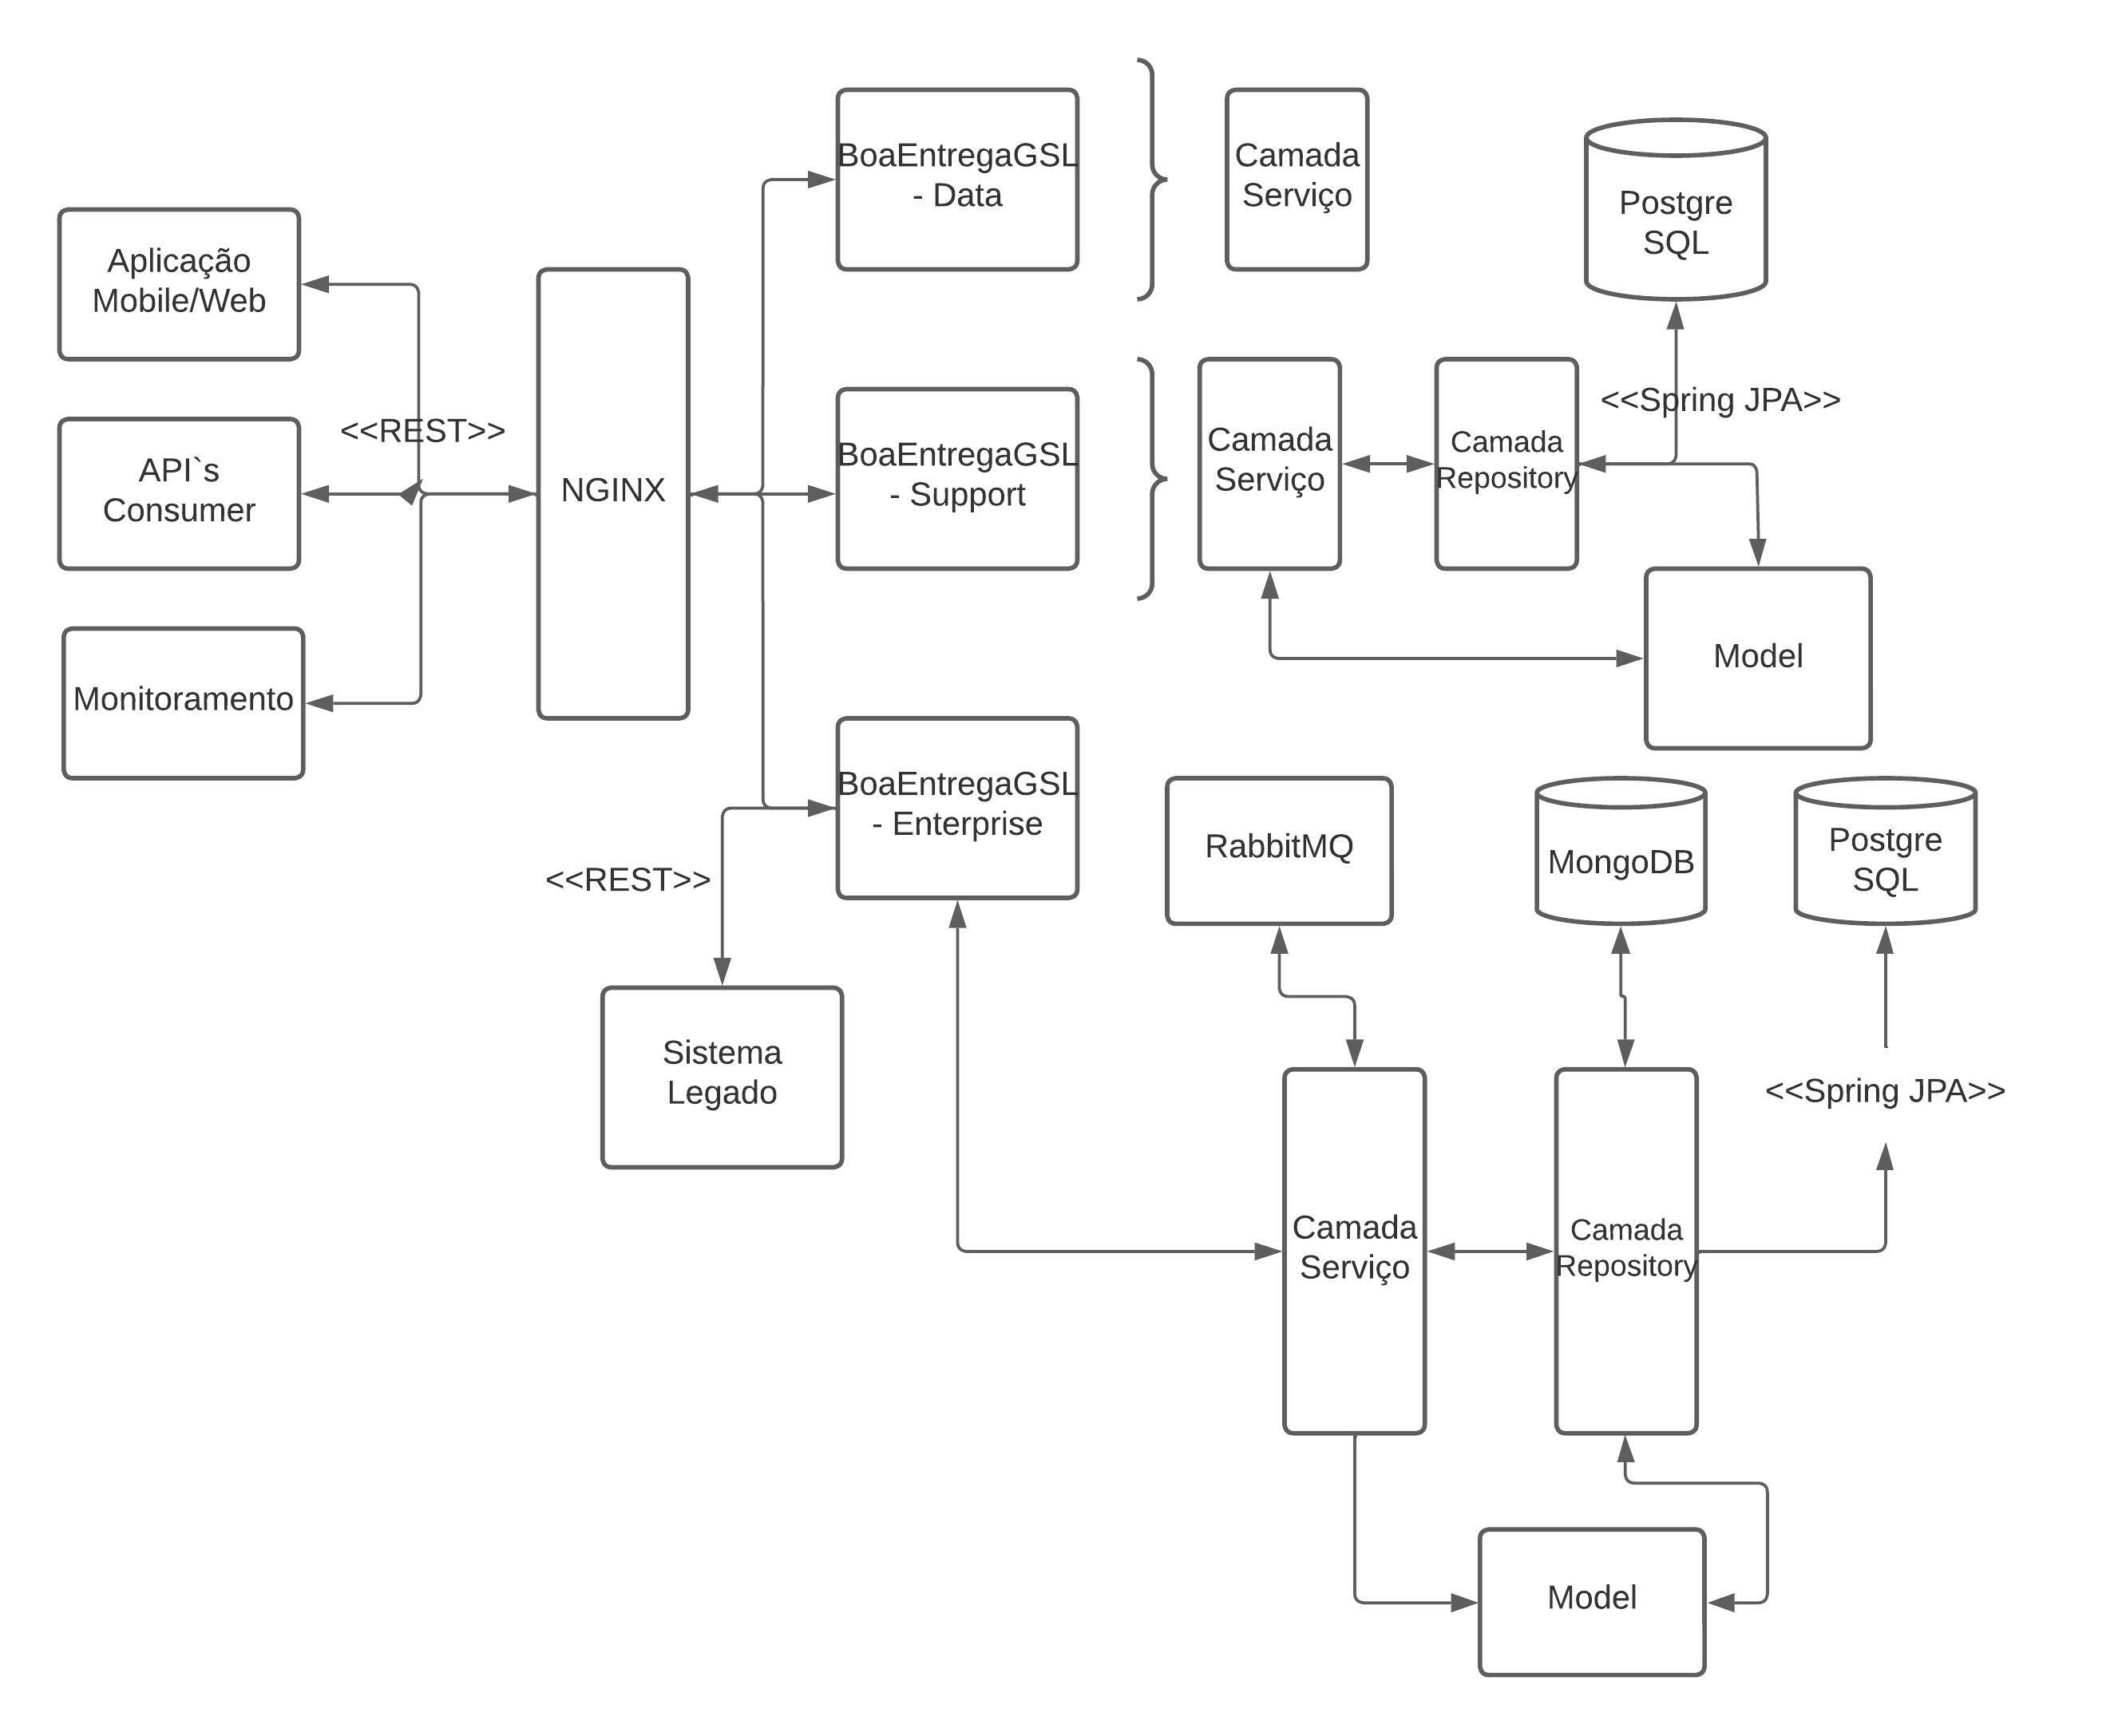 BoaEntregaGSL
- Data
Camada
Serviço
Postgre
SQL
Aplicação
Mobile/Web
<<REST>>
API`s
Consumer
Monitoramento
NGINX
BoaEntregaGSL
- Support
Camada
Serviço
Camada
Repository
<<Spring JPA>>
Model
BoaEntregaGSL
- Enterprise
<<REST>>
Sistema
Legado
RabbitMQ
MongoDB
Postgre
SQL
<<Spring JPA>>
Camada
Serviço
Camada
Repository
Model